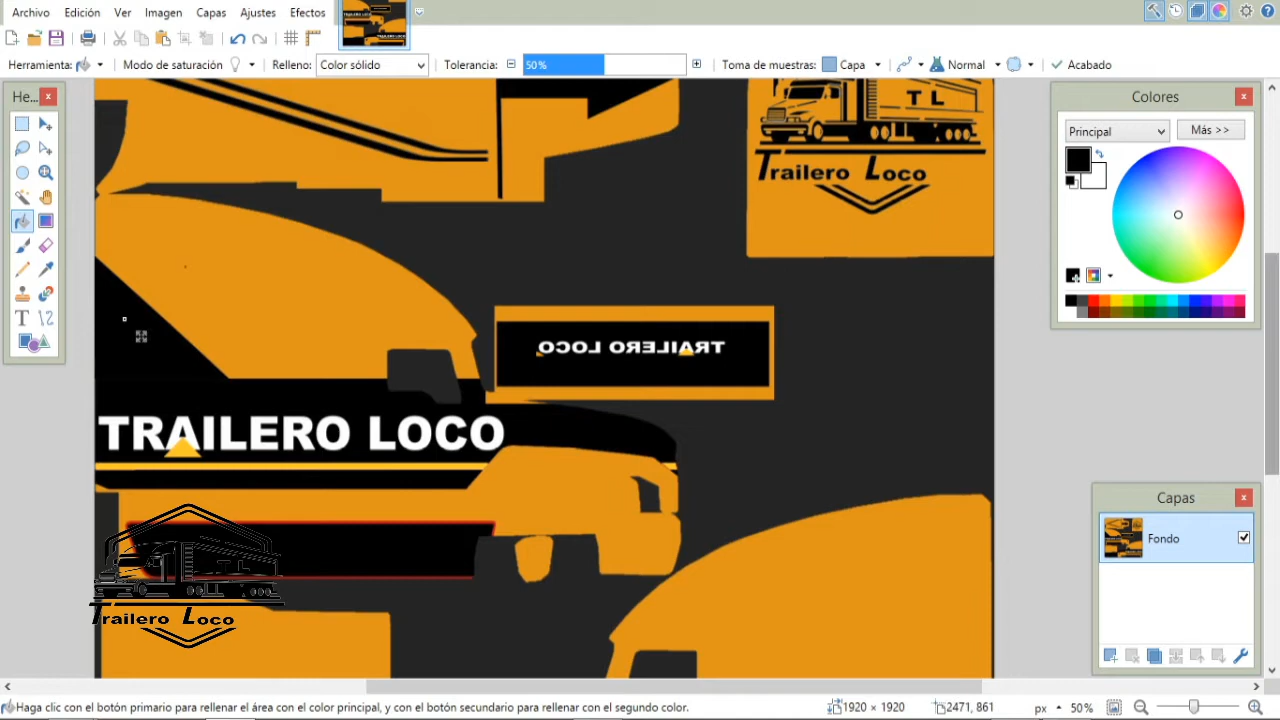 Archivo Edición Ver Imagen Capas Ajustes Efectos
Herramienta: Modo de saturación Relleno: Color sólido Tolerancia: 50% Toma de muestras: Capa Normal Acabado
He...
Colores
Principal
Más >>
TL
Trailero Loco
TRAILERO LOCO
TRAILERO LOCO
Trailero Loco
Capas
Fondo
Haga clic con el botón primario para rellenar el área con el color principal, y con el botón secundario para rellenar con el segundo color.
1920 × 1920
2471, 861
px
50%